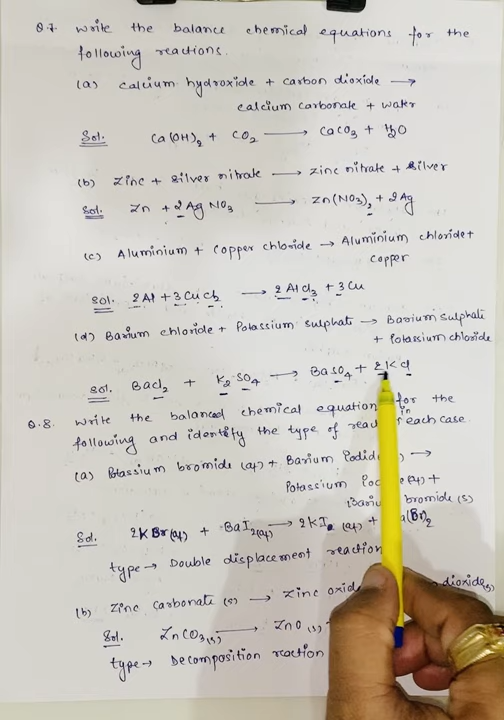 Q.7. Write the balance chemical equations for the
following reactions.
(a) calcium hydroxide + carbon dioxide →
calcium carbonate + water
Sol. Ca(OH)₂ + CO₂ → CaCO₃ + H₂O
(b) Zinc + Silver nitrate → zinc nitrate + silver
Sol. Zn + 2AgNO₃ → Zn(NO₃)₂ + 2Ag
(c) Aluminium + Copper chloride → Aluminium chloride +
Copper
Sol. 2Al + 3CuCl₂ → 2AlCl₃ + 3Cu
(d) Barium chloride + Potassium sulphate → Barium sulphate
+ Potassium chloride
Sol. BaCl₂ + K₂SO₄ → BaSO₄ + 2KCl
Q.8. Write the balanced chemical equation for the
following and identify the type of in each case.
(a) Potassium bromide (aq) + Barium →
Potassium (aq) +
bromide (s)
Sol. 2KBr(aq) + BaI₂(aq) → 2KI (aq) + (Br)₂
type → Double displacement reaction
(b) Zinc carbonate (s) → Zinc dioxide
Sol. ZnCO₃(s) → ZnO (s)
type → Decomposition reaction